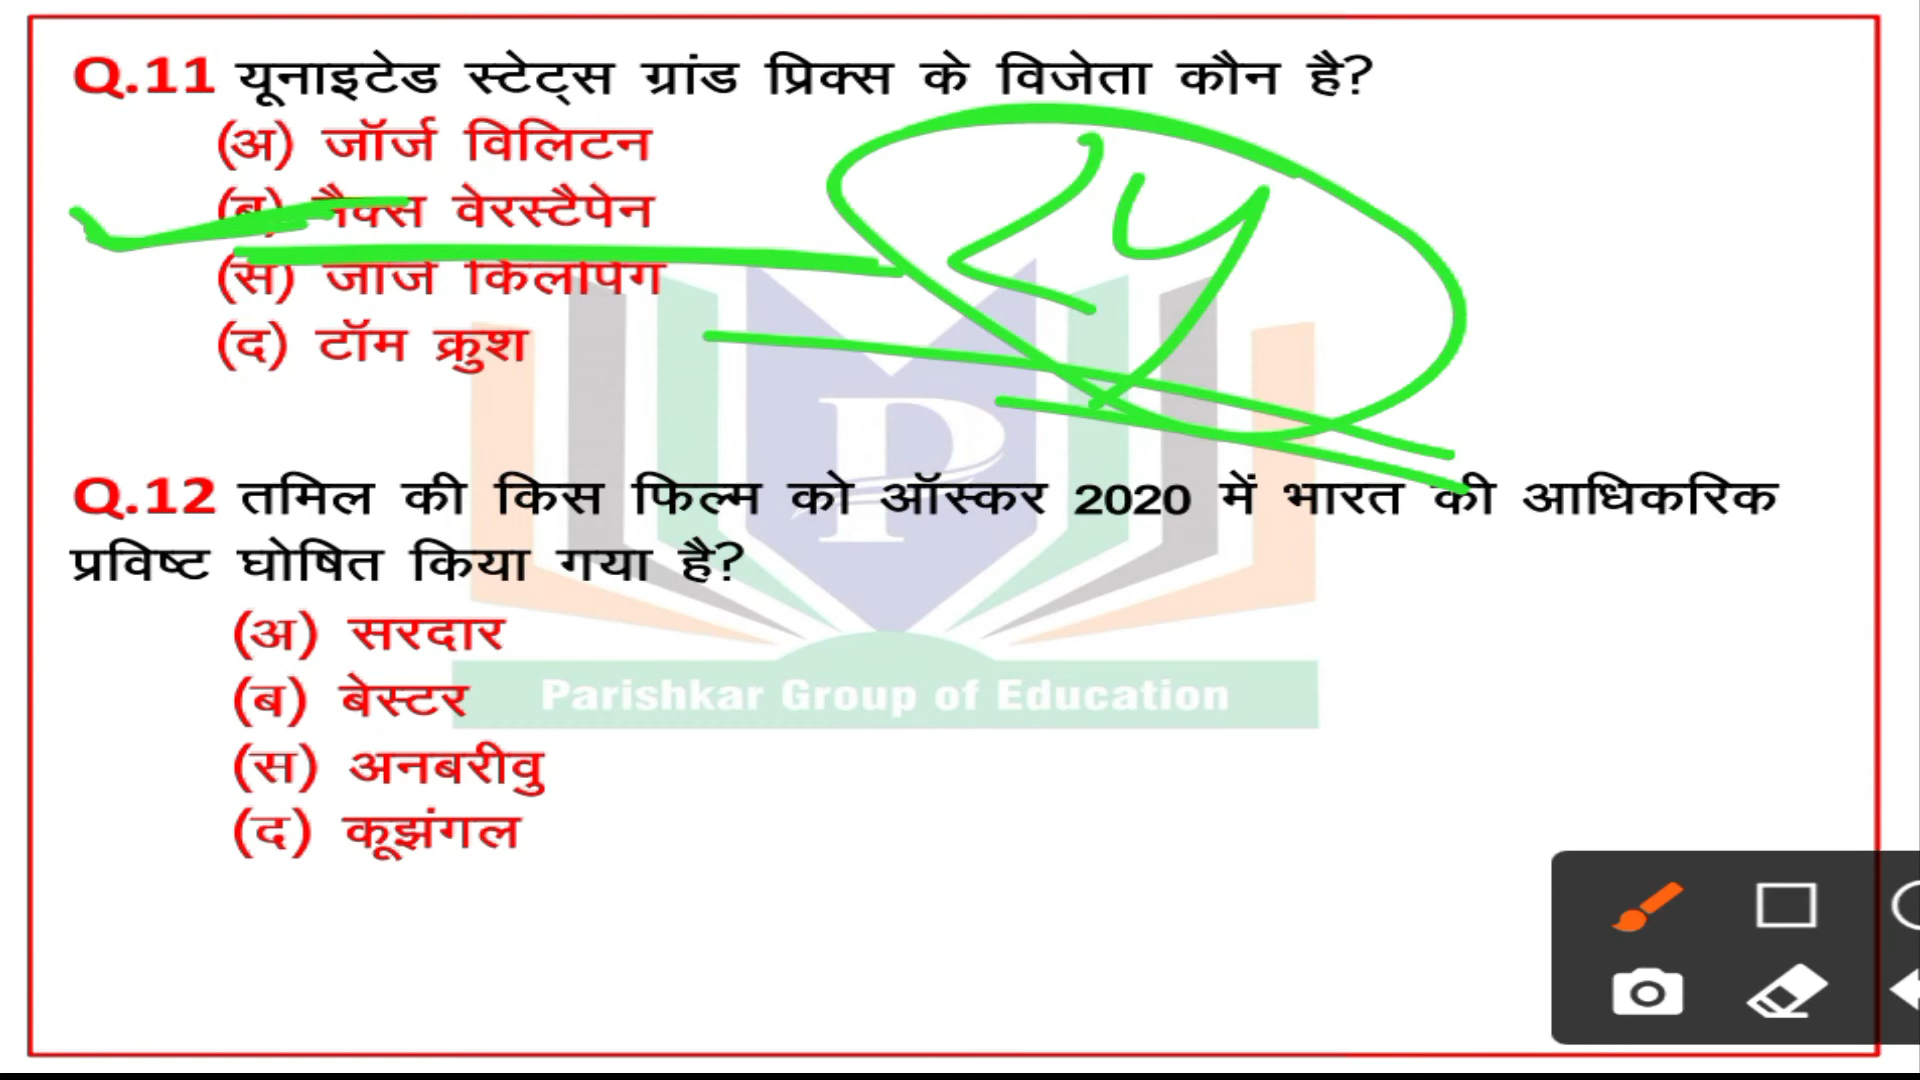 Q.11 यूनाइटेड स्टेट्स ग्रांड प्रिक्स के विजेता कौन है?
(अ) जॉर्ज विलिटन
(ब) मैक्स वेरस्टैपेन
(स) जॉर्ज किलोपिंग
(द) टॉम क्रुश
Q.12 तमिल की किस फिल्म को ऑस्कर 2020 में भारत की आधिकरिक
प्रविष्ट घोषित किया गया है?
(अ) सरदार
(ब) बेस्टर
(स) अनबरीवु
(द) कूझंगल
P
Parishkar Group of Education